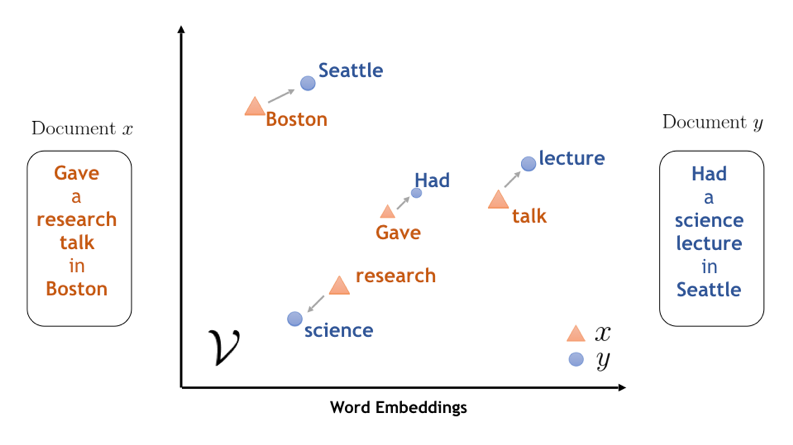 Document x
Gave
a
research
talk
in
Boston
Seattle
Boston
Had
Gave
lecture
talk
research
science
𝒱
x
y
Word Embeddings
Document y
Had
a
science
lecture
in
Seattle